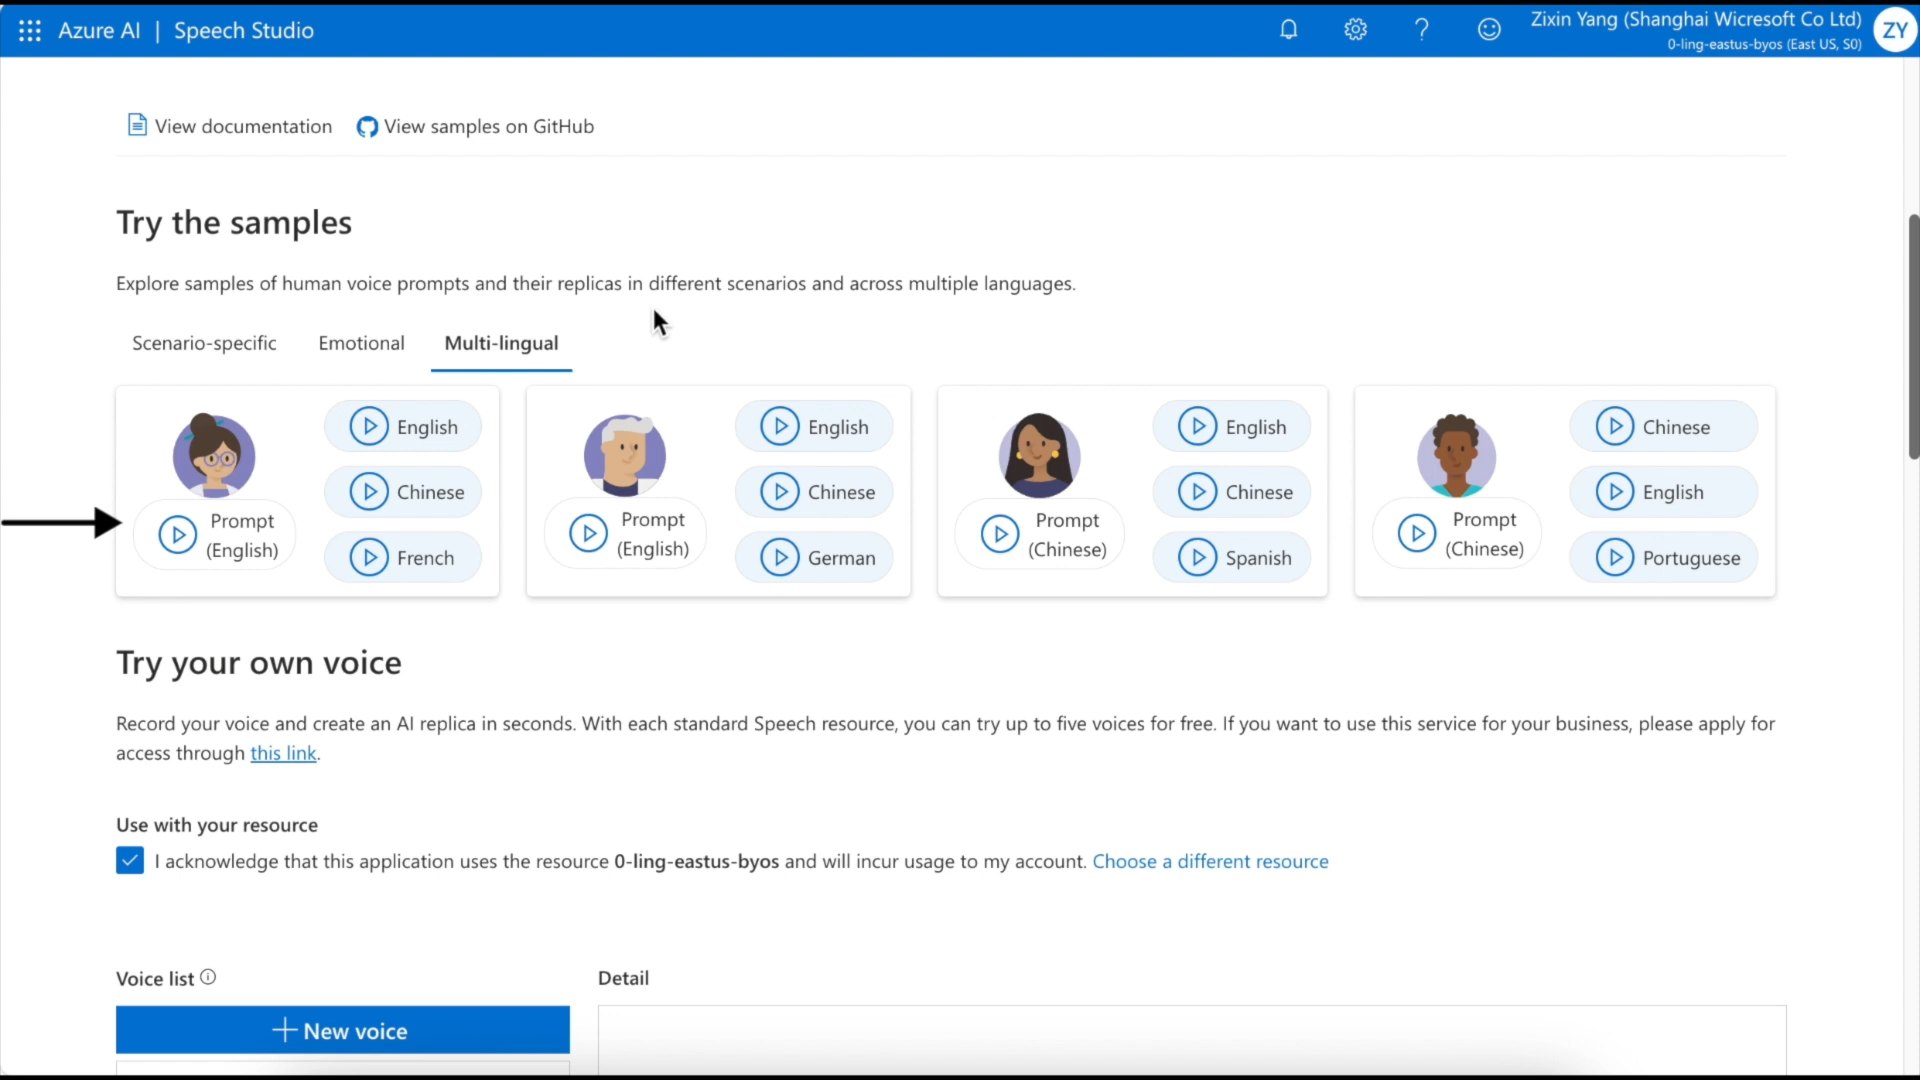 Azure AI | Speech Studio
Zixin Yang (Shanghai Wicresoft Co Ltd)
0-ling-eastus-byos (East US, S0)
ZY
View documentation
View samples on GitHub
Try the samples
Explore samples of human voice prompts and their replicas in different scenarios and across multiple languages.
Scenario-specific
Emotional
Multi-lingual
Prompt
(English)
English
Chinese
French
Prompt
(English)
English
Chinese
German
Prompt
(Chinese)
English
Chinese
Spanish
Prompt
(Chinese)
Chinese
English
Portuguese
Try your own voice
Record your voice and create an AI replica in seconds. With each standard Speech resource, you can try up to five voices for free. If you want to use this service for your business, please apply for
access through this link.
Use with your resource
I acknowledge that this application uses the resource 0-ling-eastus-byos and will incur usage to my account. Choose a different resource
Voice list
Detail
New voice